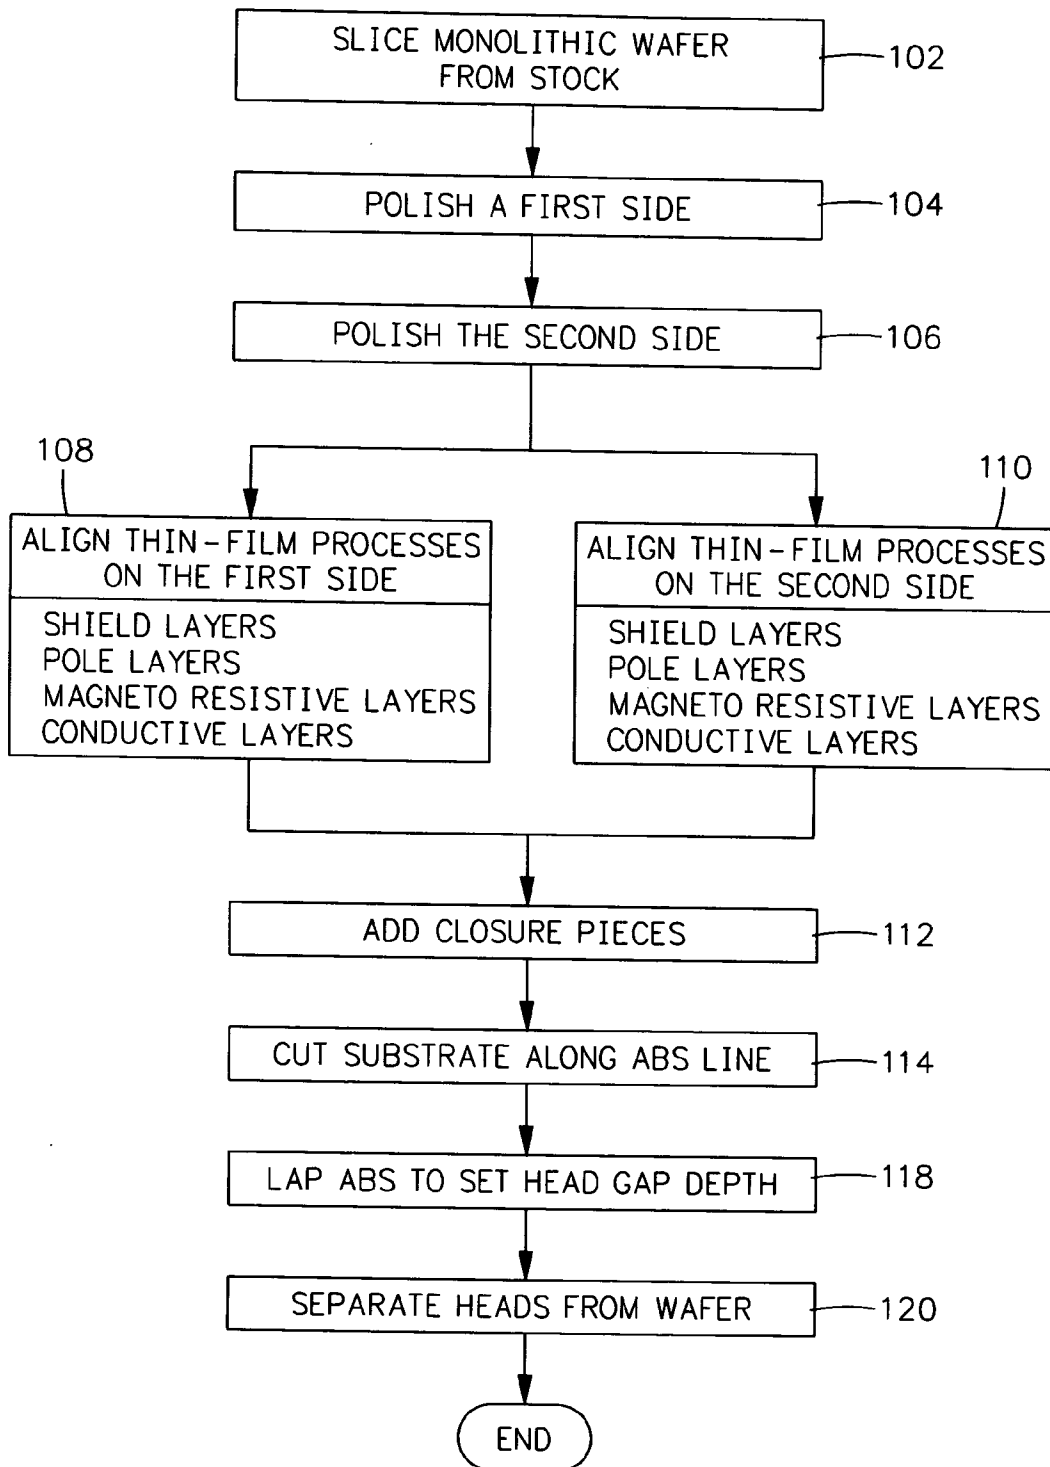 SLICE MONOLITHIC WAFER
FROM STOCK
102
POLISH A FIRST SIDE
104
POLISH THE SECOND SIDE
106
108
ALIGN THIN-FILM PROCESSES
ON THE FIRST SIDE
SHIELD LAYERS
POLE LAYERS
MAGNETO RESISTIVE LAYERS
CONDUCTIVE LAYERS
110
ALIGN THIN-FILM PROCESSES
ON THE SECOND SIDE
SHIELD LAYERS
POLE LAYERS
MAGNETO RESISTIVE LAYERS
CONDUCTIVE LAYERS
ADD CLOSURE PIECES
112
CUT SUBSTRATE ALONG ABS LINE
114
LAP ABS TO SET HEAD GAP DEPTH
118
SEPARATE HEADS FROM WAFER
120
END